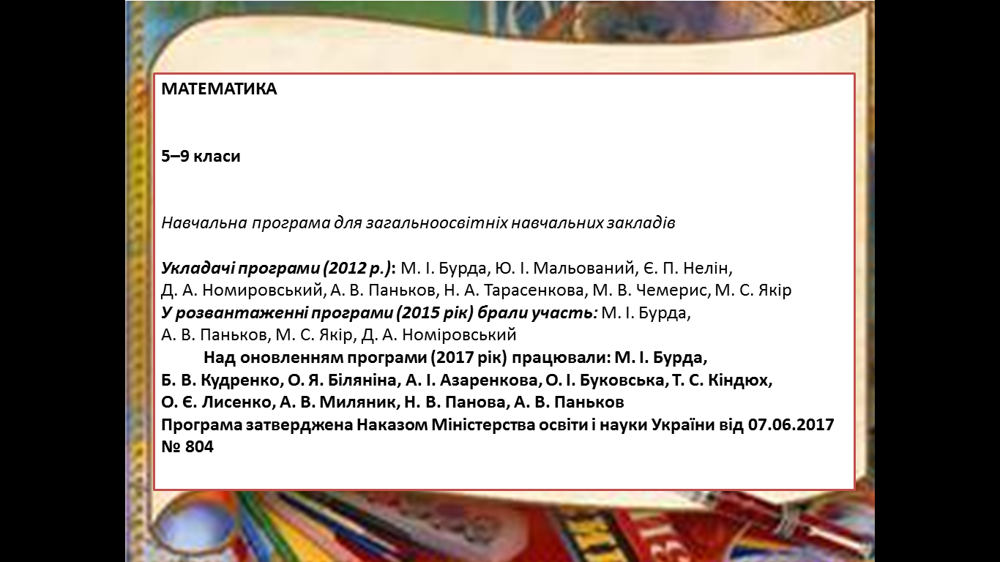 МАТЕМАТИКА
5–9 класи
Навчальна програма для загальноосвітніх навчальних закладів
Укладачі програми (2012 р.): М. І. Бурда, Ю. І. Мальований, Є. П. Нелін,
Д. А. Номировський, А. В. Паньков, Н. А. Тарасенкова, М. В. Чемерис, М. С. Якір
У розвантаженні програми (2015 рік) брали участь: М. І. Бурда,
А. В. Паньков, М. С. Якір, Д. А. Номіровський
Над оновленням програми (2017 рік) працювали: М. І. Бурда,
Б. В. Кудренко, О. Я. Біляніна, А. І. Азаренкова, О. І. Буковська, Т. С. Кіндюх,
О. Є. Лисенко, А. В. Миляник, Н. В. Панова, А. В. Паньков
Програма затверджена Наказом Міністерства освіти і науки України від 07.06.2017
№ 804